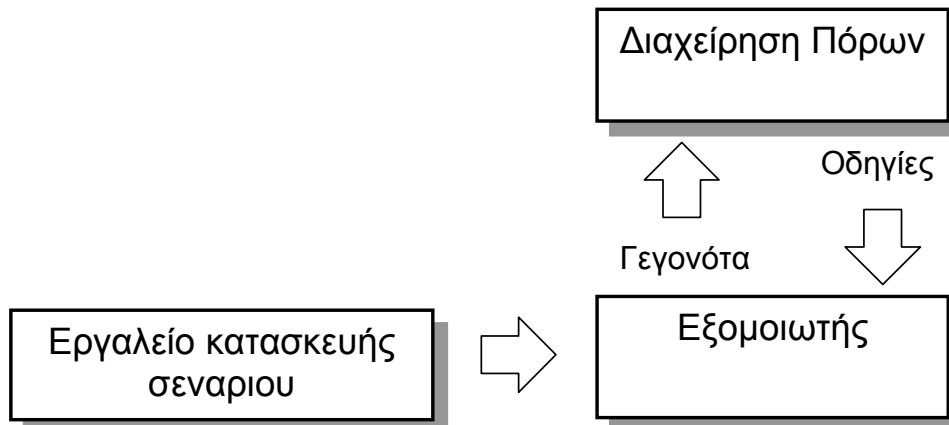 Διαχείρηση Πόρων
Οδηγίες
Γεγονότα
Εργαλείο κατασκευής
σεναριου
Εξομοιωτής